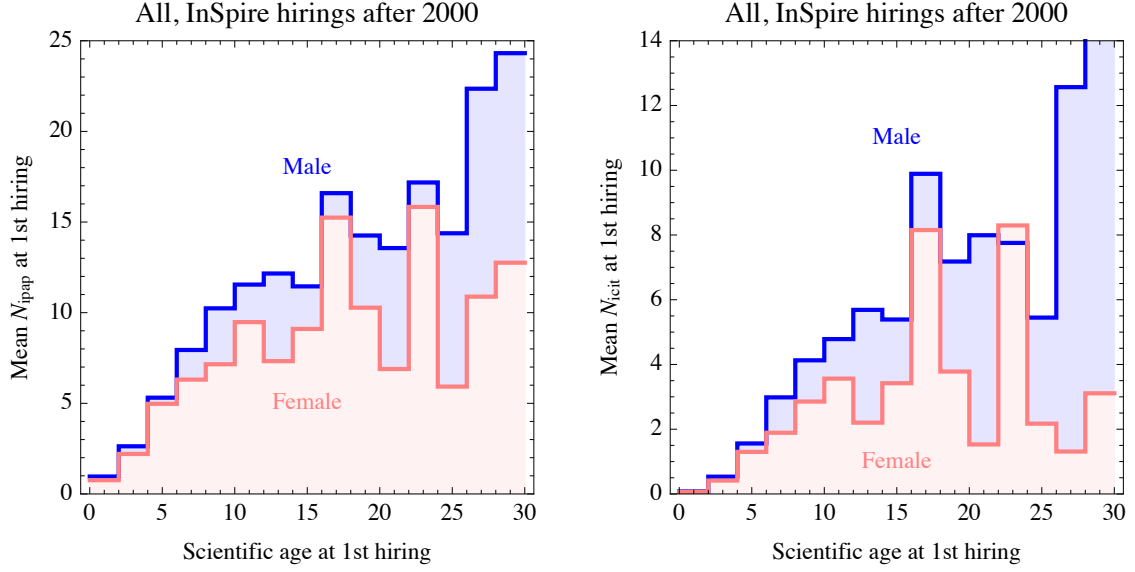 All, InSpire hirings after 2000
25
20
15
10
5
0
Mean N_ipap at 1st hiring
Male
Female
0 5 10 15 20 25 30
Scientific age at 1st hiring
All, InSpire hirings after 2000
14
12
10
8
6
4
2
0
Mean N_icit at 1st hiring
Male
Female
0 5 10 15 20 25 30
Scientific age at 1st hiring